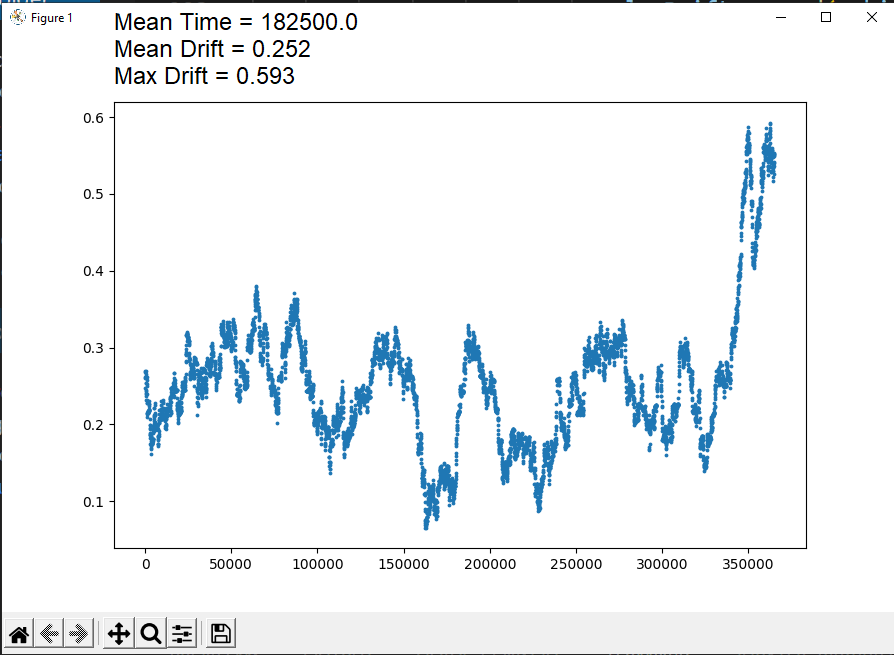 Figure 1
Mean Time = 182500.0
Mean Drift = 0.252
Max Drift = 0.593
0.6
0.5
0.4
0.3
0.2
0.1
0 50000 100000 150000 200000 250000 300000 350000